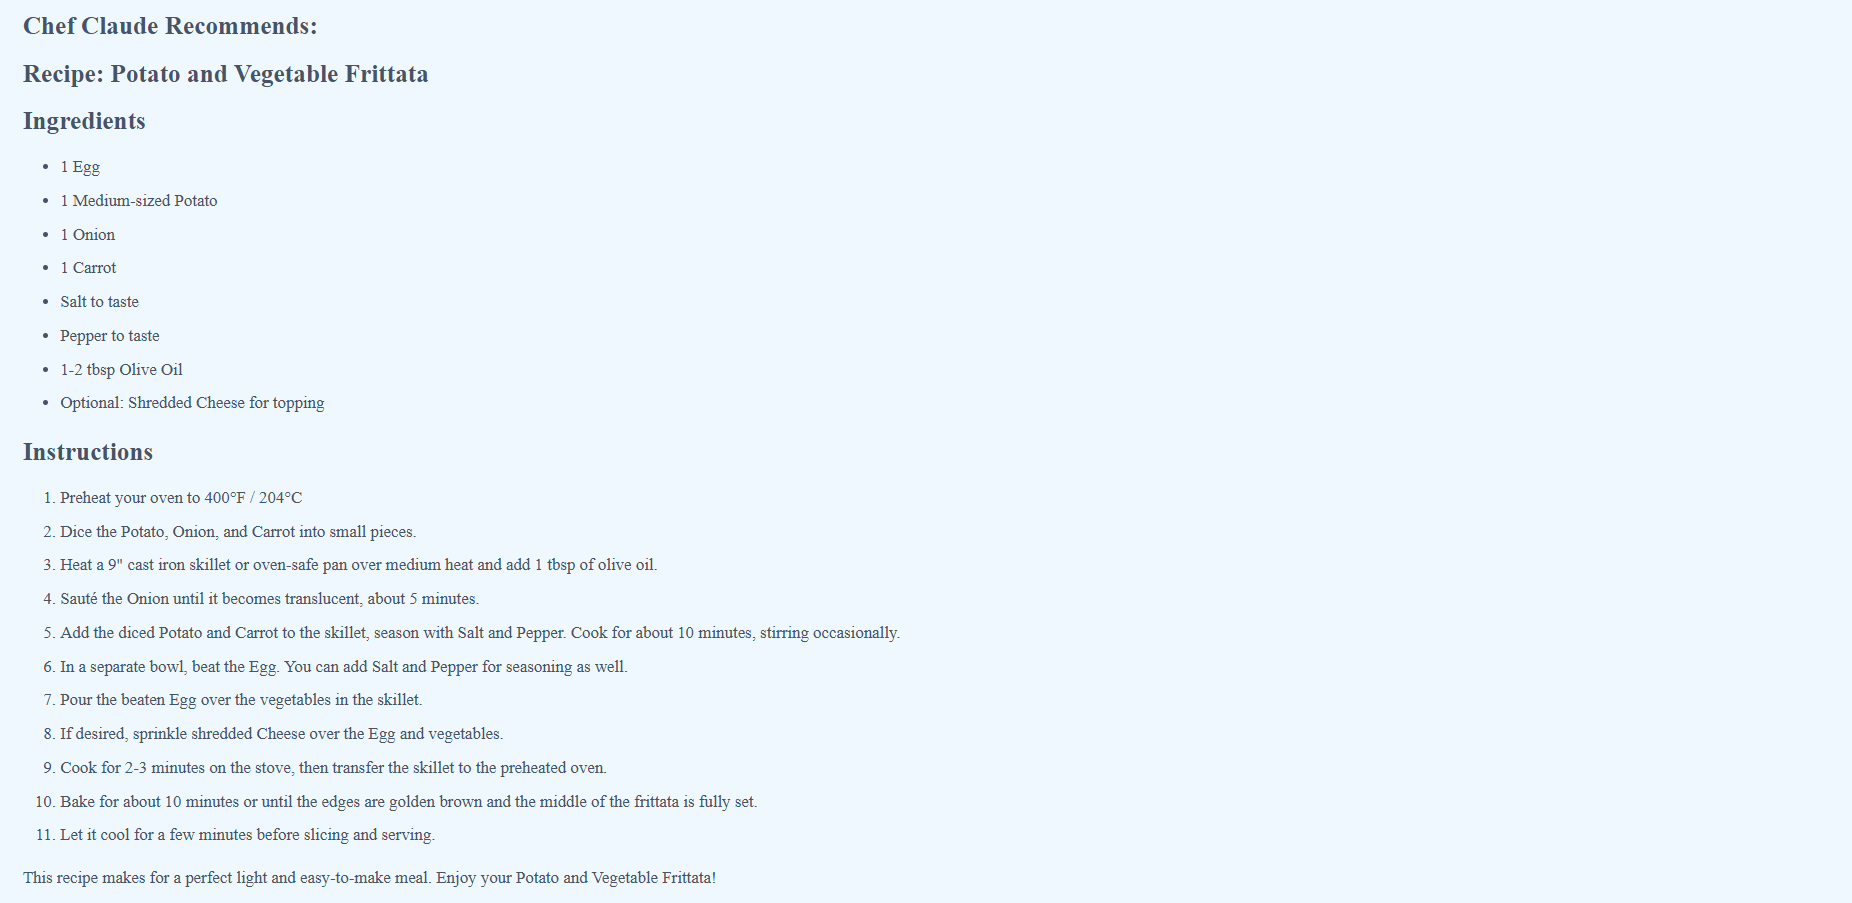 Chef Claude Recommends:
Recipe: Potato and Vegetable Frittata
Ingredients
• 1 Egg
• 1 Medium-sized Potato
• 1 Onion
• 1 Carrot
• Salt to taste
• Pepper to taste
• 1-2 tbsp Olive Oil
• Optional: Shredded Cheese for topping
Instructions
1. Preheat your oven to 400°F / 204°C
2. Dice the Potato, Onion, and Carrot into small pieces.
3. Heat a 9" cast iron skillet or oven-safe pan over medium heat and add 1 tbsp of olive oil.
4. Sauté the Onion until it becomes translucent, about 5 minutes.
5. Add the diced Potato and Carrot to the skillet, season with Salt and Pepper. Cook for about 10 minutes, stirring occasionally.
6. In a separate bowl, beat the Egg. You can add Salt and Pepper for seasoning as well.
7. Pour the beaten Egg over the vegetables in the skillet.
8. If desired, sprinkle shredded Cheese over the Egg and vegetables.
9. Cook for 2-3 minutes on the stove, then transfer the skillet to the preheated oven.
10. Bake for about 10 minutes or until the edges are golden brown and the middle of the frittata is fully set.
11. Let it cool for a few minutes before slicing and serving.
This recipe makes for a perfect light and easy-to-make meal. Enjoy your Potato and Vegetable Frittata!